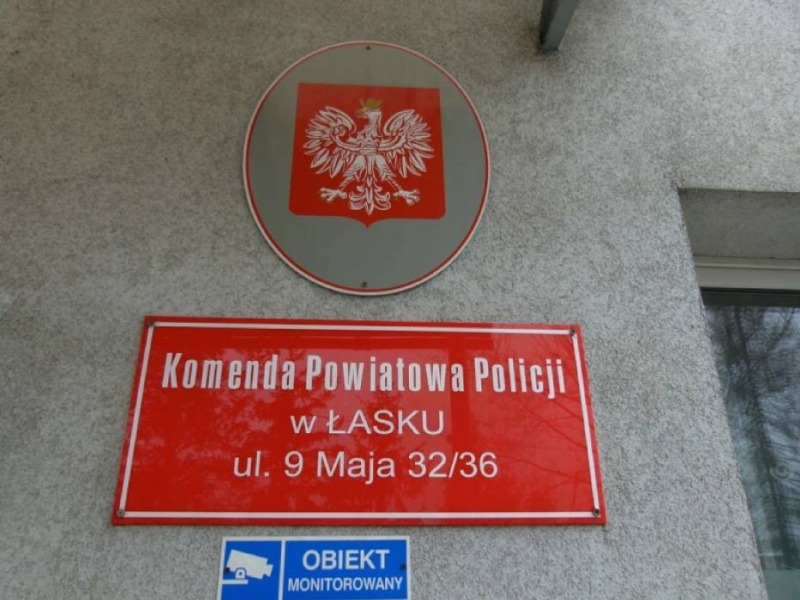 Komenda Powiatowa Policji
w ŁASKU
ul. 9 Maja 32/36
OBIEKT
MONITOROWANY